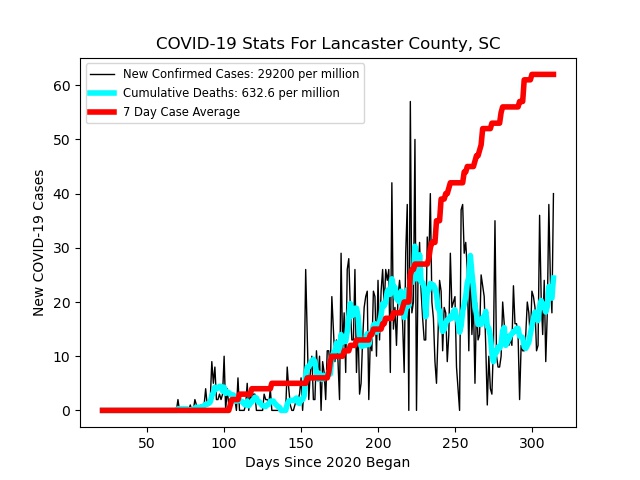 COVID-19 Stats For Lancaster County, SC
New Confirmed Cases: 29200 per million
Cumulative Deaths: 632.6 per million
7 Day Case Average
60
50
40
30
20
10
0
New COVID-19 Cases
50 100 150 200 250 300
Days Since 2020 Began